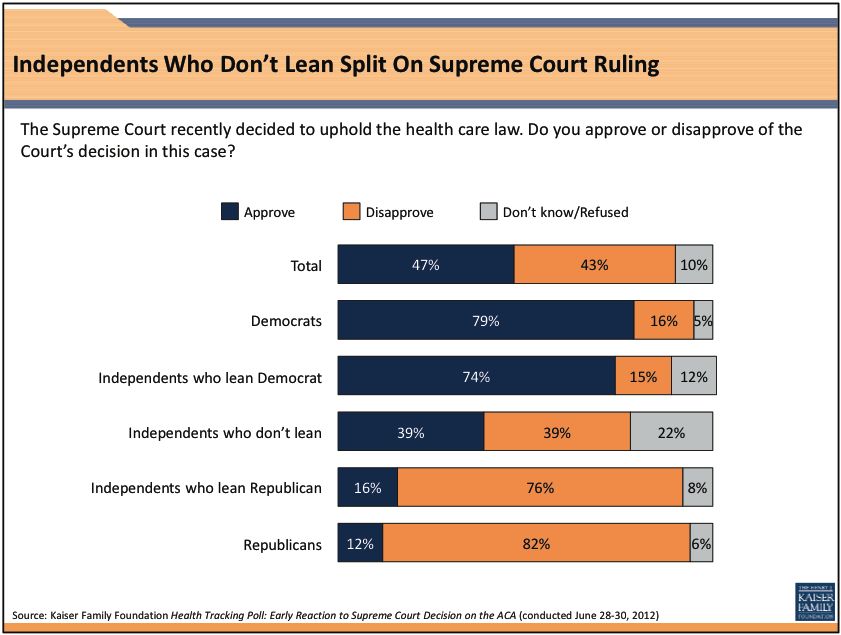 Independents Who Don't Lean Split On Supreme Court Ruling
The Supreme Court recently decided to uphold the health care law. Do you approve or disapprove of the
Court's decision in this case?
Approve Disapprove Don't know/Refused
Total 47% 43% 10%
Democrats 79% 16% 5%
Independents who lean Democrat 74% 15% 12%
Independents who don't lean 39% 39% 22%
Independents who lean Republican 16% 76% 8%
Republicans 12% 82% 6%
THE HENRY J.
KAISER
FAMILY
FOUNDATION
Source: Kaiser Family Foundation Health Tracking Poll: Early Reaction to Supreme Court Decision on the ACA (conducted June 28-30, 2012)